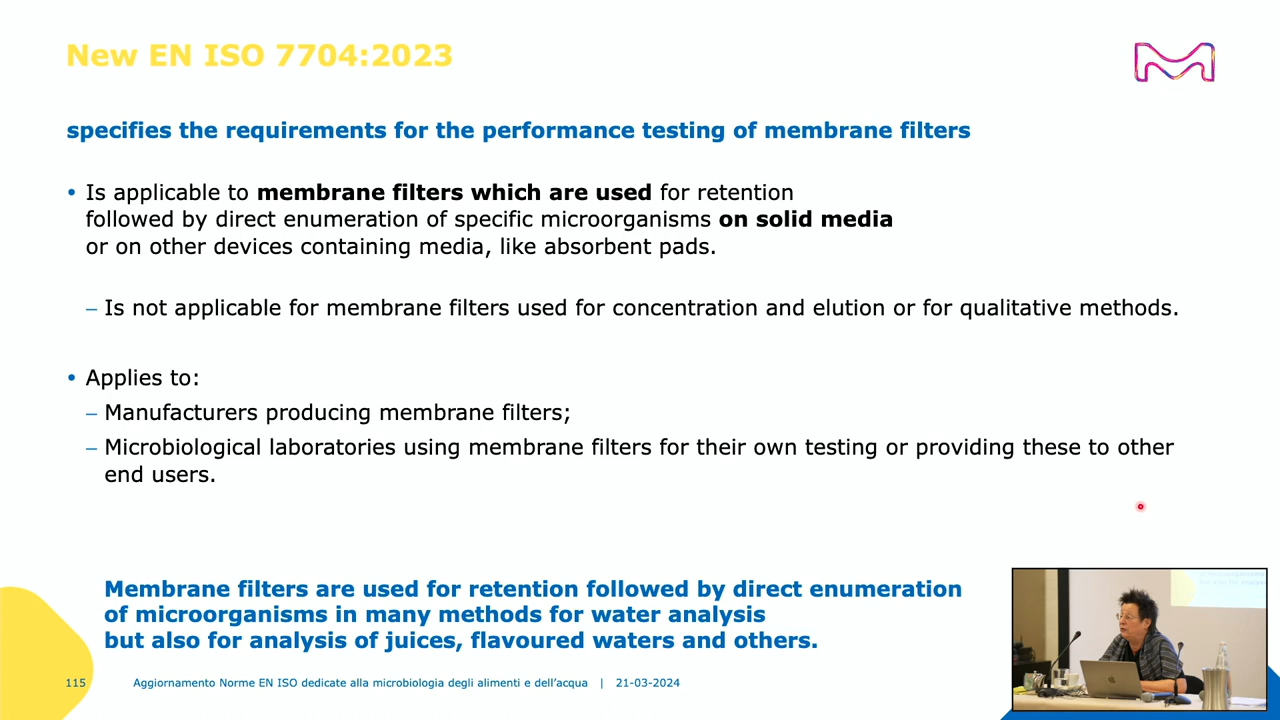 New EN ISO 7704:2023
specifies the requirements for the performance testing of membrane filters
• Is applicable to membrane filters which are used for retention
followed by direct enumeration of specific microorganisms on solid media
or on other devices containing media, like absorbent pads.
– Is not applicable for membrane filters used for concentration and elution or for qualitative methods.
• Applies to:
– Manufacturers producing membrane filters;
– Microbiological laboratories using membrane filters for their own testing or providing these to other
end users.
Membrane filters are used for retention followed by direct enumeration
of microorganisms in many methods for water analysis
but also for analysis of juices, flavoured waters and others.
115 Aggiornamento Norme EN ISO dedicate alla microbiologia degli alimenti e dell’acqua | 21-03-2024